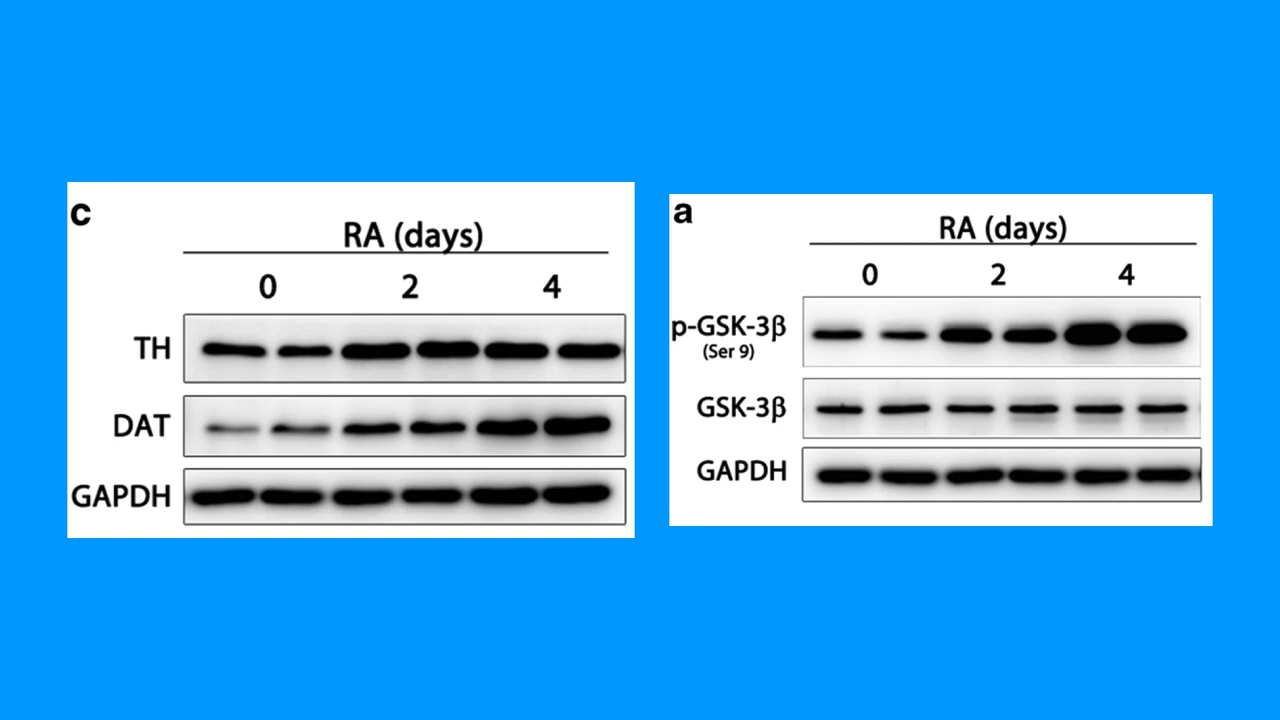 c
RA (days)
0 2 4
TH
DAT
GAPDH
a
RA (days)
0 2 4
p-GSK-3β
(Ser 9)
GSK-3β
GAPDH